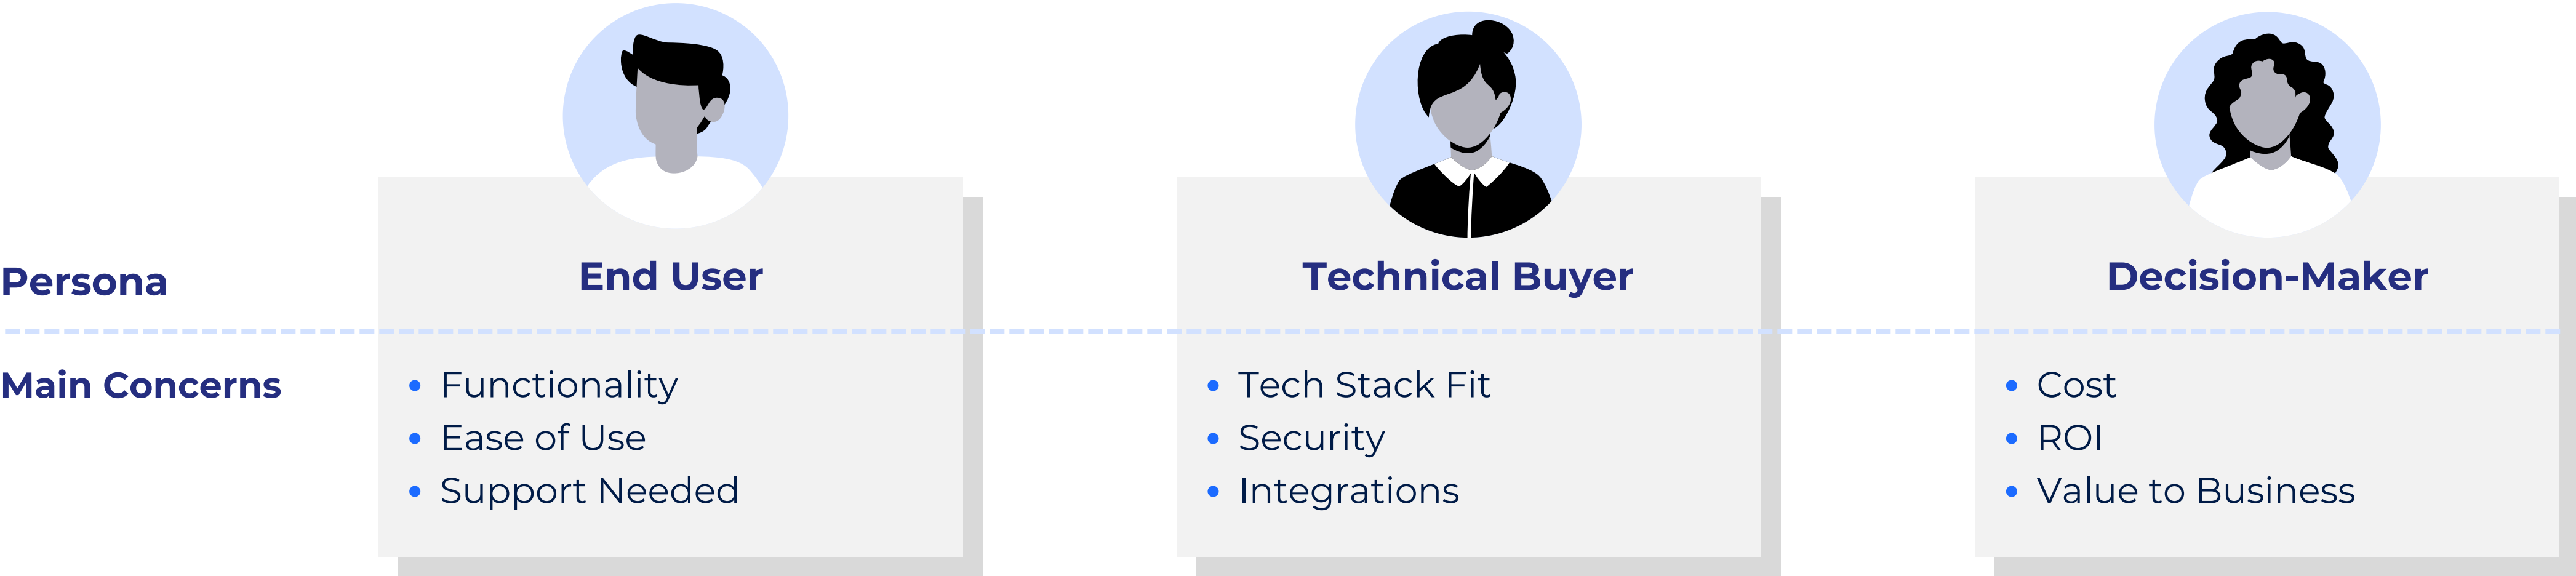 Persona
End User
Technical Buyer
Decision-Maker
Main Concerns
Functionality
Ease of Use
Support Needed
Tech Stack Fit
Security
Integrations
Cost
ROI
Value to Business